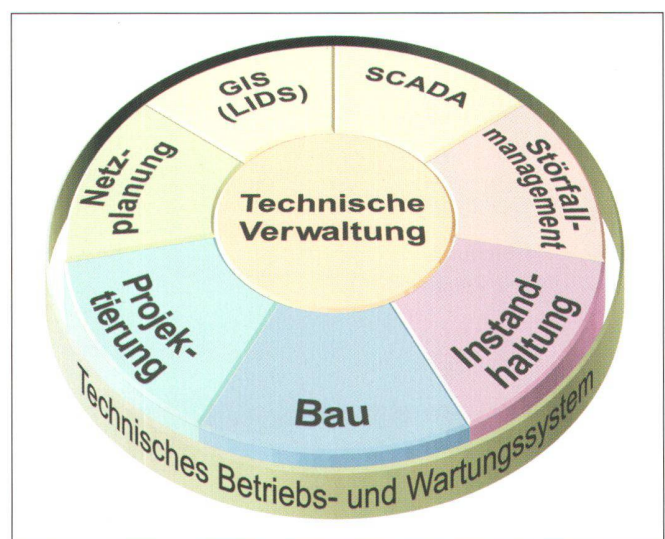 GIS
(LIDS)
SCADA
Störfall-
management
Instand-
haltung
Bau
Projek-
tierung
Netz-
planung
Technische
Verwaltung
Technisches Betriebs- und Wartungssystem